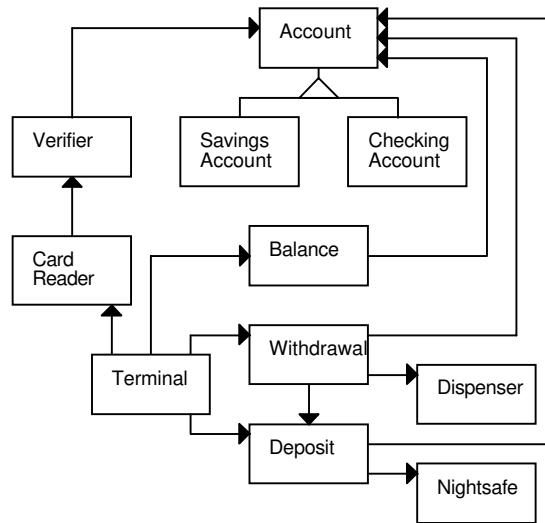 Account
Verifier
Savings
Account
Checking
Account
Card
Reader
Balance
Terminal
Withdrawal
Dispenser
Deposit
Nightsafe